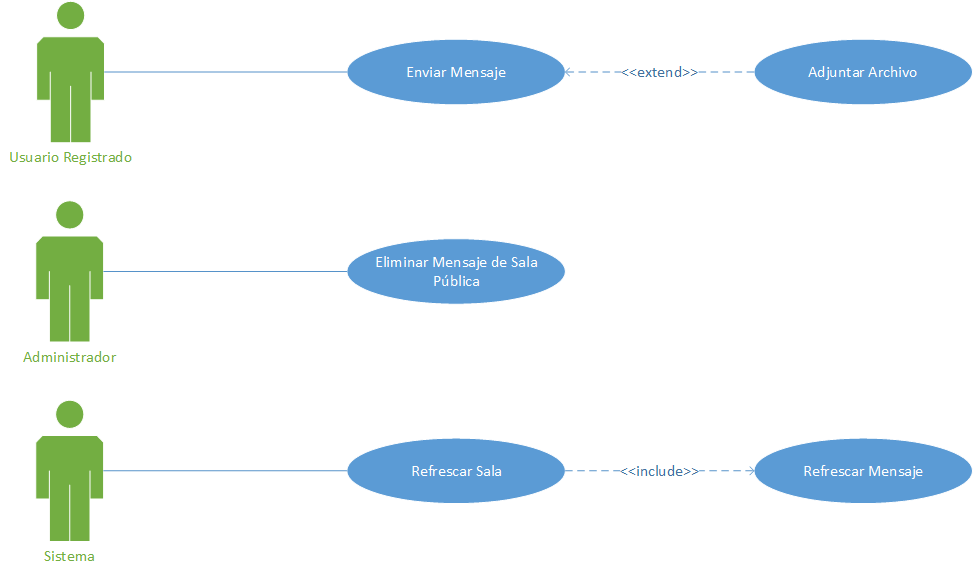 Enviar Mensaje
<<extend>>
Adjuntar Archivo
Usuario Registrado
Eliminar Mensaje de Sala
Pública
Administrador
Refrescar Sala
<<include>>
Refrescar Mensaje
Sistema